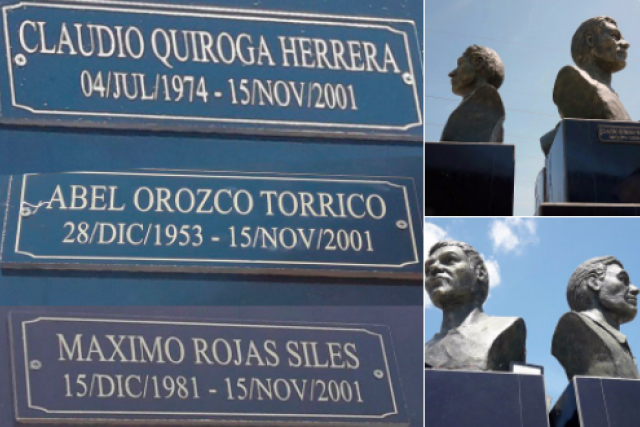 CLAUDIO QUIROGA HERRERA
04/JUL/1974 - 15/NOV/2001
ABEL OROZCO TORRICO
28/DIC/1953 - 15/NOV/2001
MAXIMO ROJAS SILES
15/DIC/1981 - 15/NOV/2001